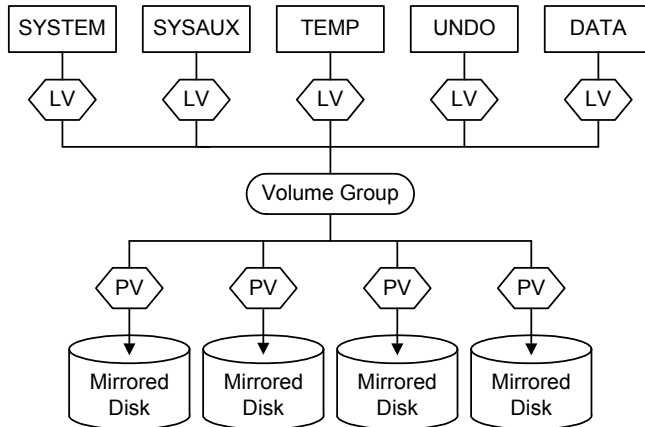 SYSTEM SYSAUX TEMP UNDO DATA
LV LV LV LV LV
Volume Group
PV PV PV PV
Mirrored Mirrored Mirrored Mirrored
Disk Disk Disk Disk